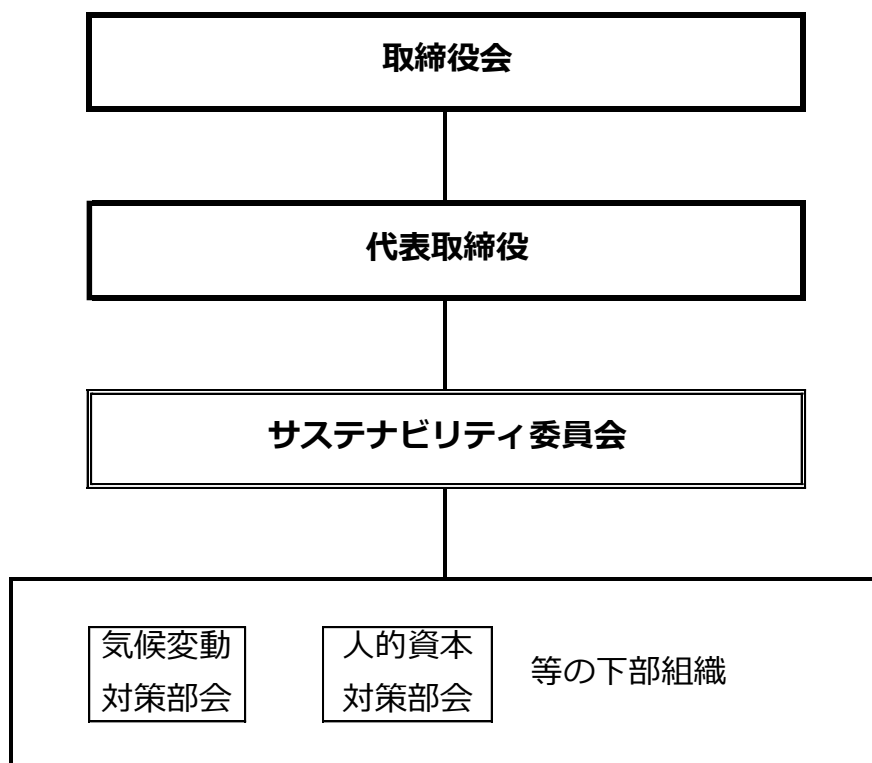 取締役会
代表取締役
サステナビリティ委員会
気候変動
対策部会
人的資本
対策部会
等の下部組織